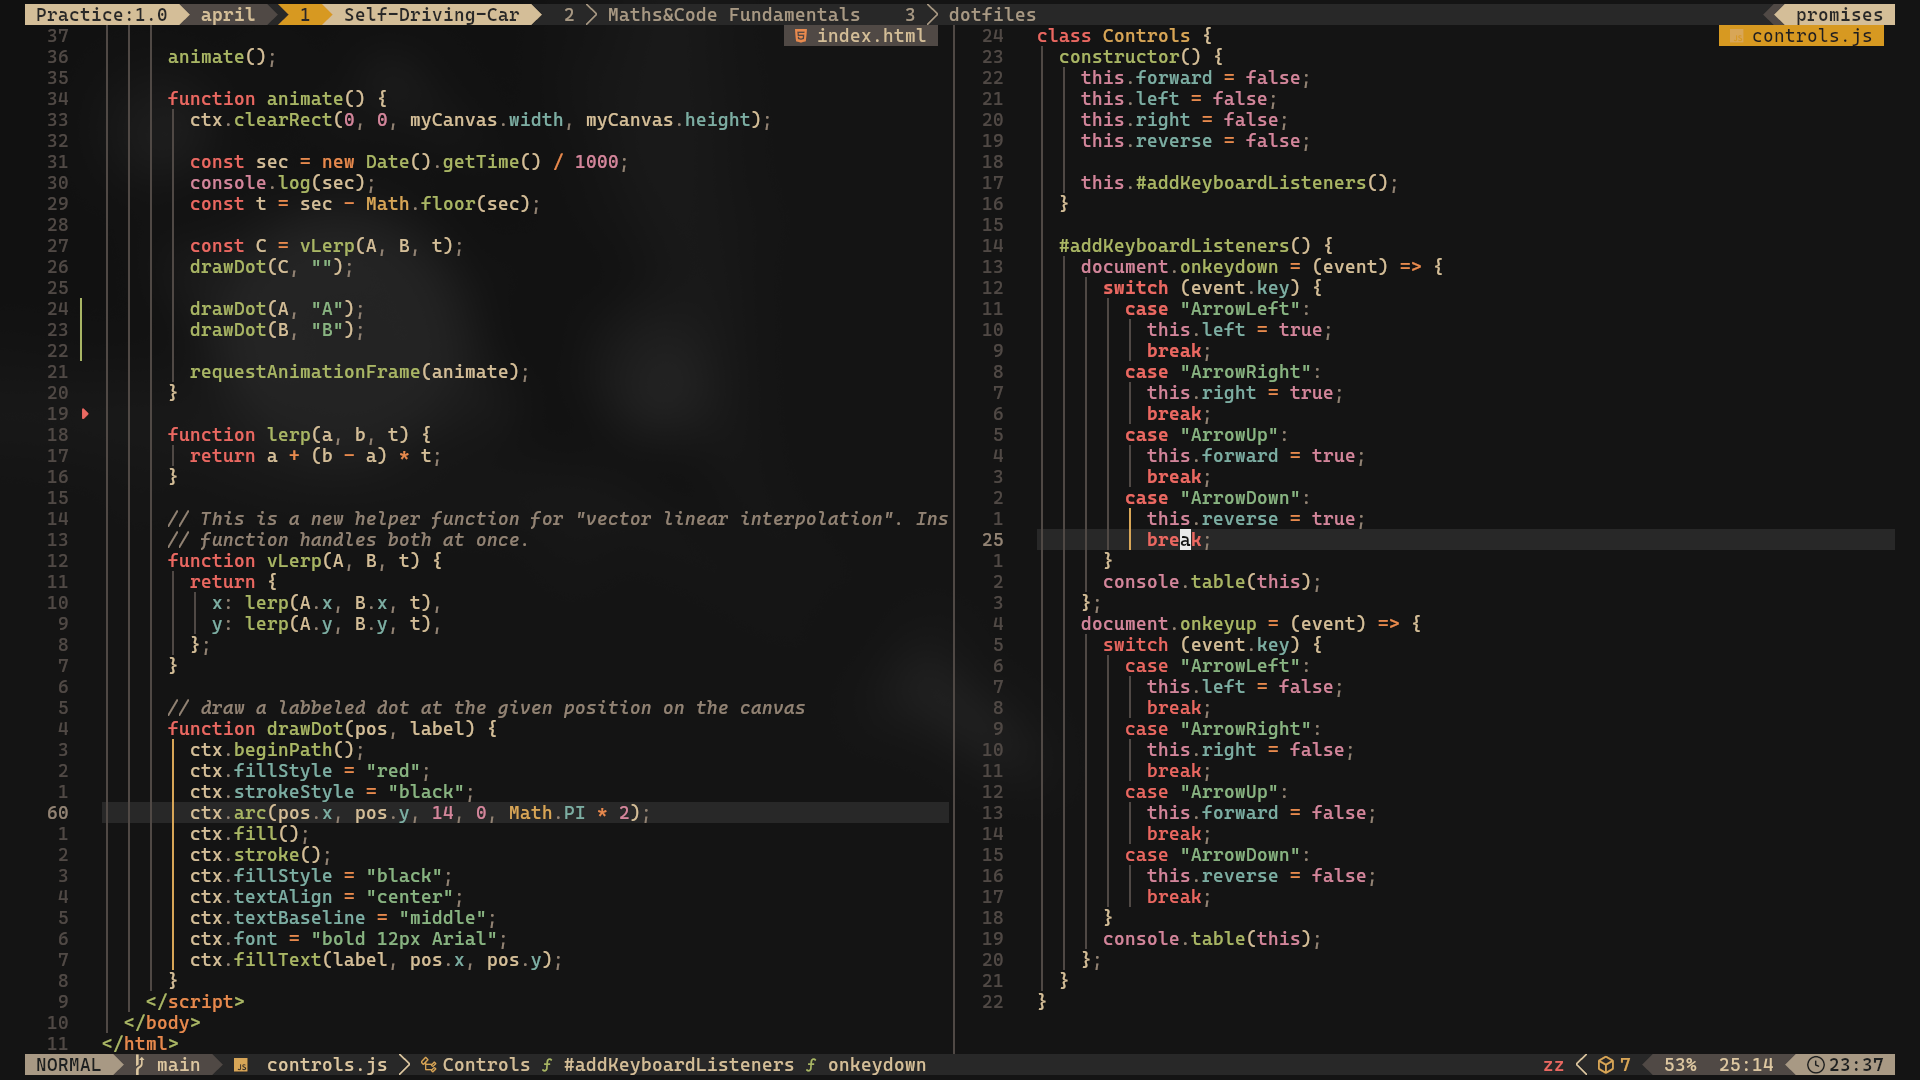 Practice:1.0 april 1 Self-Driving-Car 2 Maths&Code Fundamentals 3 dotfiles promises
index.html
37
36 animate();
35
34 function animate() {
33 ctx.clearRect(0, 0, myCanvas.width, myCanvas.height);
32
31 const sec = new Date().getTime() / 1000;
30 console.log(sec);
29 const t = sec - Math.floor(sec);
28
27 const C = vLerp(A, B, t);
26 drawDot(C, "");
25
24 drawDot(A, "A");
23 drawDot(B, "B");
22
21 requestAnimationFrame(animate);
20 }
19
18 function lerp(a, b, t) {
17 return a + (b - a) * t;
16 }
15
14 // This is a new helper function for "vector linear interpolation". Ins
13 // function handles both at once.
12 function vLerp(A, B, t) {
11 return {
10 x: lerp(A.x, B.x, t),
9 y: lerp(A.y, B.y, t),
8 };
7 }
6
5 // draw a labbeled dot at the given position on the canvas
4 function drawDot(pos, label) {
3 ctx.beginPath();
2 ctx.fillStyle = "red";
1 ctx.strokeStyle = "black";
60 ctx.arc(pos.x, pos.y, 14, 0, Math.PI * 2);
1 ctx.fill();
2 ctx.stroke();
3 ctx.fillStyle = "black";
4 ctx.textAlign = "center";
5 ctx.textBaseline = "middle";
6 ctx.font = "bold 12px Arial";
7 ctx.fillText(label, pos.x, pos.y);
8 }
9 </script>
10 </body>
11 </html>
controls.js
24 class Controls {
23 constructor() {
22 this.forward = false;
21 this.left = false;
20 this.right = false;
19 this.reverse = false;
18
17 this.#addKeyboardListeners();
16 }
15
14 #addKeyboardListeners() {
13 document.onkeydown = (event) => {
12 switch (event.key) {
11 case "ArrowLeft":
10 this.left = true;
9 break;
8 case "ArrowRight":
7 this.right = true;
6 break;
5 case "ArrowUp":
4 this.forward = true;
3 break;
2 case "ArrowDown":
1 this.reverse = true;
25 break;
1 }
2 console.table(this);
3 };
4 document.onkeyup = (event) => {
5 switch (event.key) {
6 case "ArrowLeft":
7 this.left = false;
8 break;
9 case "ArrowRight":
10 this.right = false;
11 break;
12 case "ArrowUp":
13 this.forward = false;
14 break;
15 case "ArrowDown":
16 this.reverse = false;
17 break;
18 }
19 console.table(this);
20 };
21 }
22 }
NORMAL main JS controls.js Controls #addKeyboardListeners onkeydown zz 7 53% 25:14 23:37